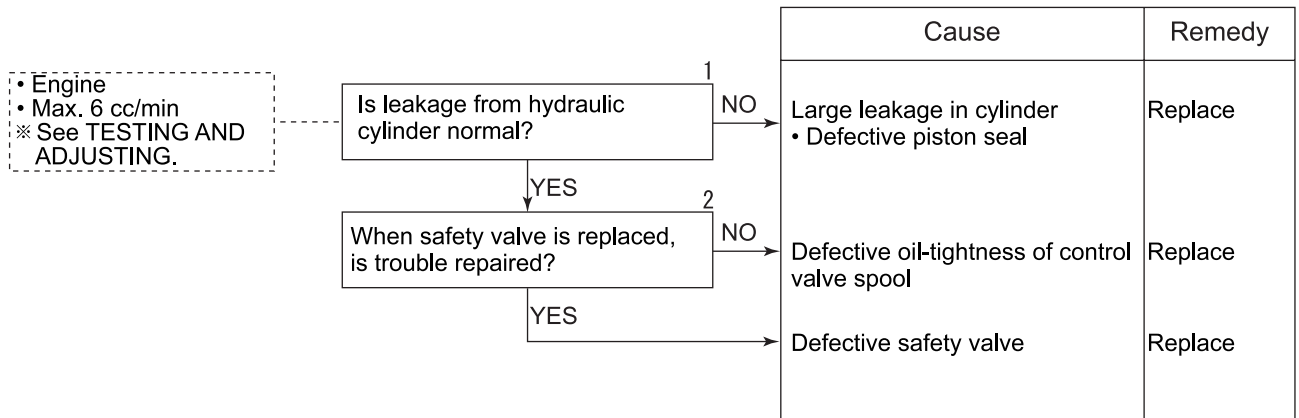 Cause
Remedy
• Engine
• Max. 6 cc/min
※ See TESTING AND
ADJUSTING.
1
Is leakage from hydraulic
cylinder normal?
NO
Large leakage in cylinder
• Defective piston seal
Replace
YES
2
When safety valve is replaced,
is trouble repaired?
NO
Defective oil-tightness of control
valve spool
Replace
YES
Defective safety valve
Replace